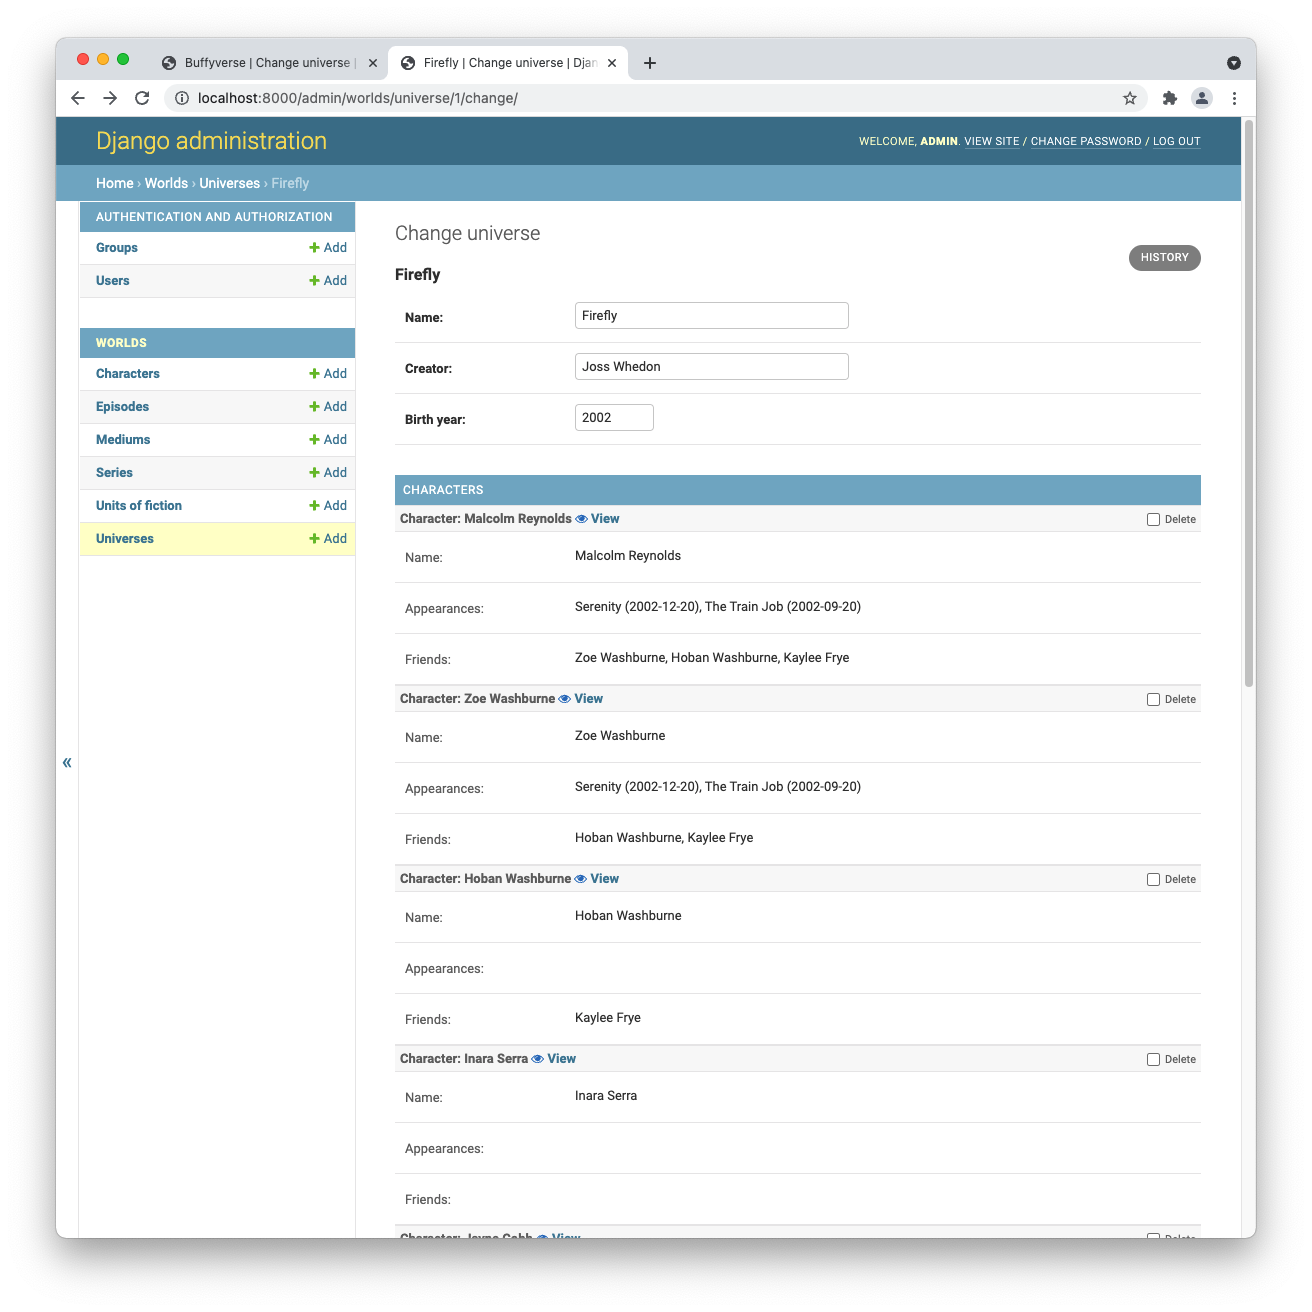 Buffyverse | Change universe |
Firefly | Change universe | Djan
localhost:8000/admin/worlds/universe/1/change/
Django administration
WELCOME, ADMIN. VIEW SITE / CHANGE PASSWORD / LOG OUT
Home › Worlds › Universes › Firefly
AUTHENTICATION AND AUTHORIZATION
Groups + Add
Users + Add
WORLDS
Characters + Add
Episodes + Add
Mediums + Add
Series + Add
Units of fiction + Add
Universes + Add
«
Change universe
HISTORY
Firefly
Name: Firefly
Creator: Joss Whedon
Birth year: 2002
CHARACTERS
Character: Malcolm Reynolds View Delete
Name: Malcolm Reynolds
Appearances: Serenity (2002-12-20), The Train Job (2002-09-20)
Friends: Zoe Washburne, Hoban Washburne, Kaylee Frye
Character: Zoe Washburne View Delete
Name: Zoe Washburne
Appearances: Serenity (2002-12-20), The Train Job (2002-09-20)
Friends: Hoban Washburne, Kaylee Frye
Character: Hoban Washburne View Delete
Name: Hoban Washburne
Appearances:
Friends: Kaylee Frye
Character: Inara Serra View Delete
Name: Inara Serra
Appearances:
Friends:
Character: Jayne Cobb View Delete